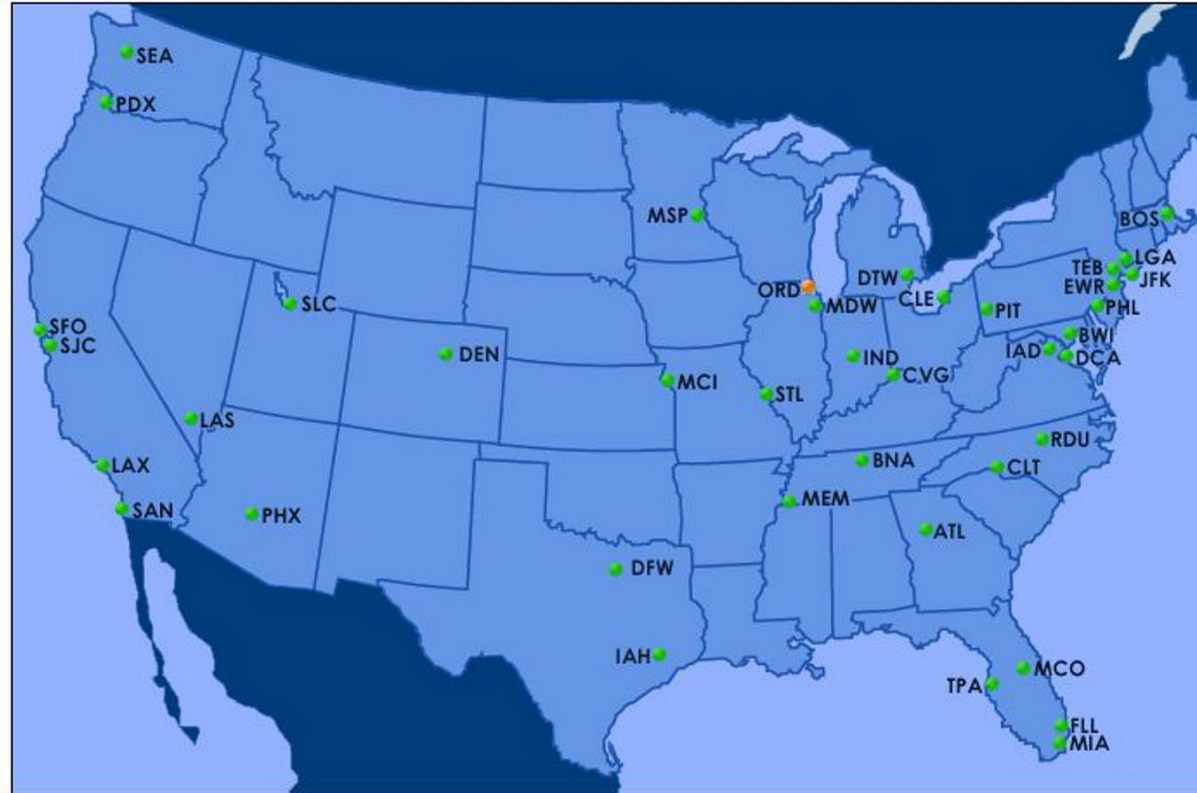 SEA
PDX
MSP
BOS
LGA
TEB
JFK
EWR
DTW
ORD
CLE
MDW
PIT
PHL
SLC
SFO
SJC
BWI
IAD
DCA
DEN
IND
CVG
MCI
STL
LAS
RDU
LAX
BNA
CLT
MEM
SAN
PHX
ATL
DFW
IAH
MCO
TPA
FLL
MIA